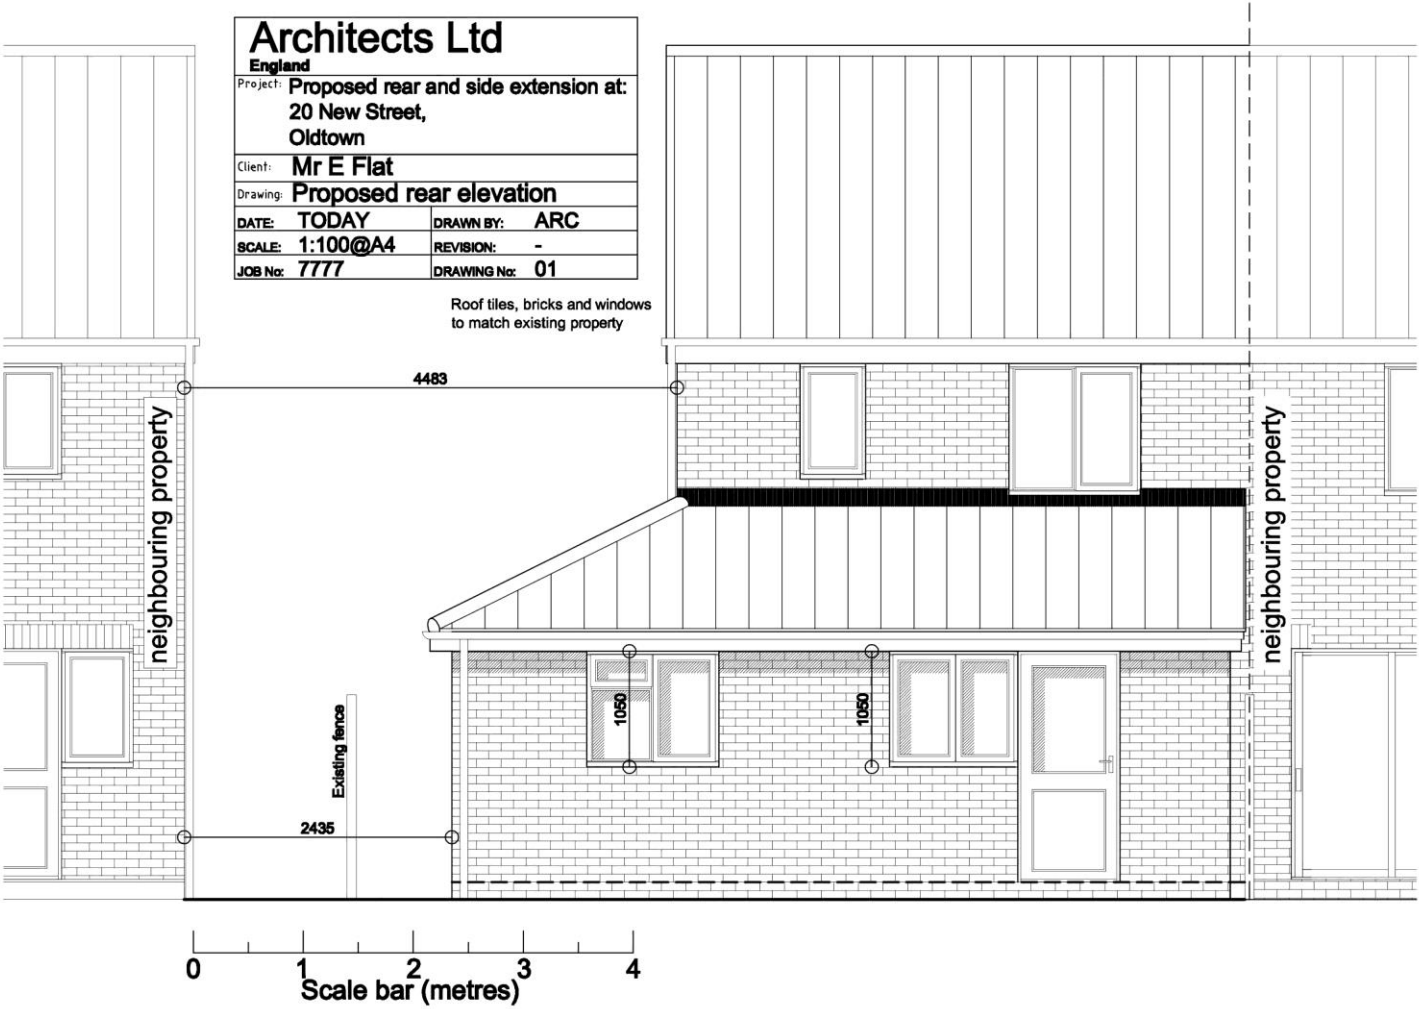 Architects Ltd
England
Project: Proposed rear and side extension at:
20 New Street,
Oldtown
Client: Mr E Flat
Drawing: Proposed rear elevation
DATE: TODAY DRAWN BY: ARC
SCALE: 1:100@A4 REVISION: -
JOB No: 7777 DRAWING No: 01
Roof tiles, bricks and windows
to match existing property
4483
neighbouring property
neighbouring property
1050
1050
Existing fence
2435
0 1 2 3 4
Scale bar (metres)